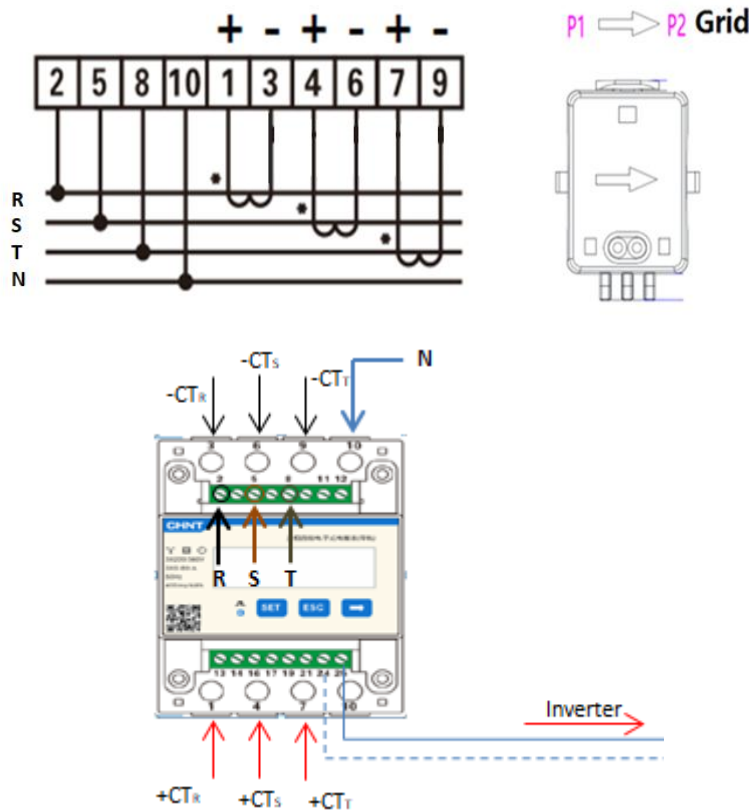 + - + - + -
P1 P2 Grid
2 5 8 10 1 3 4 6 7 9
R
S
T
N
-CTS
N
-CTR
-CTT
3 6 9 10
2 5 8 11 12
CHNT
R S T
SET ESC
13 14 16 17 19 21 24 25
1 4 7 10
Inverter
+CTR +CTS +CTT